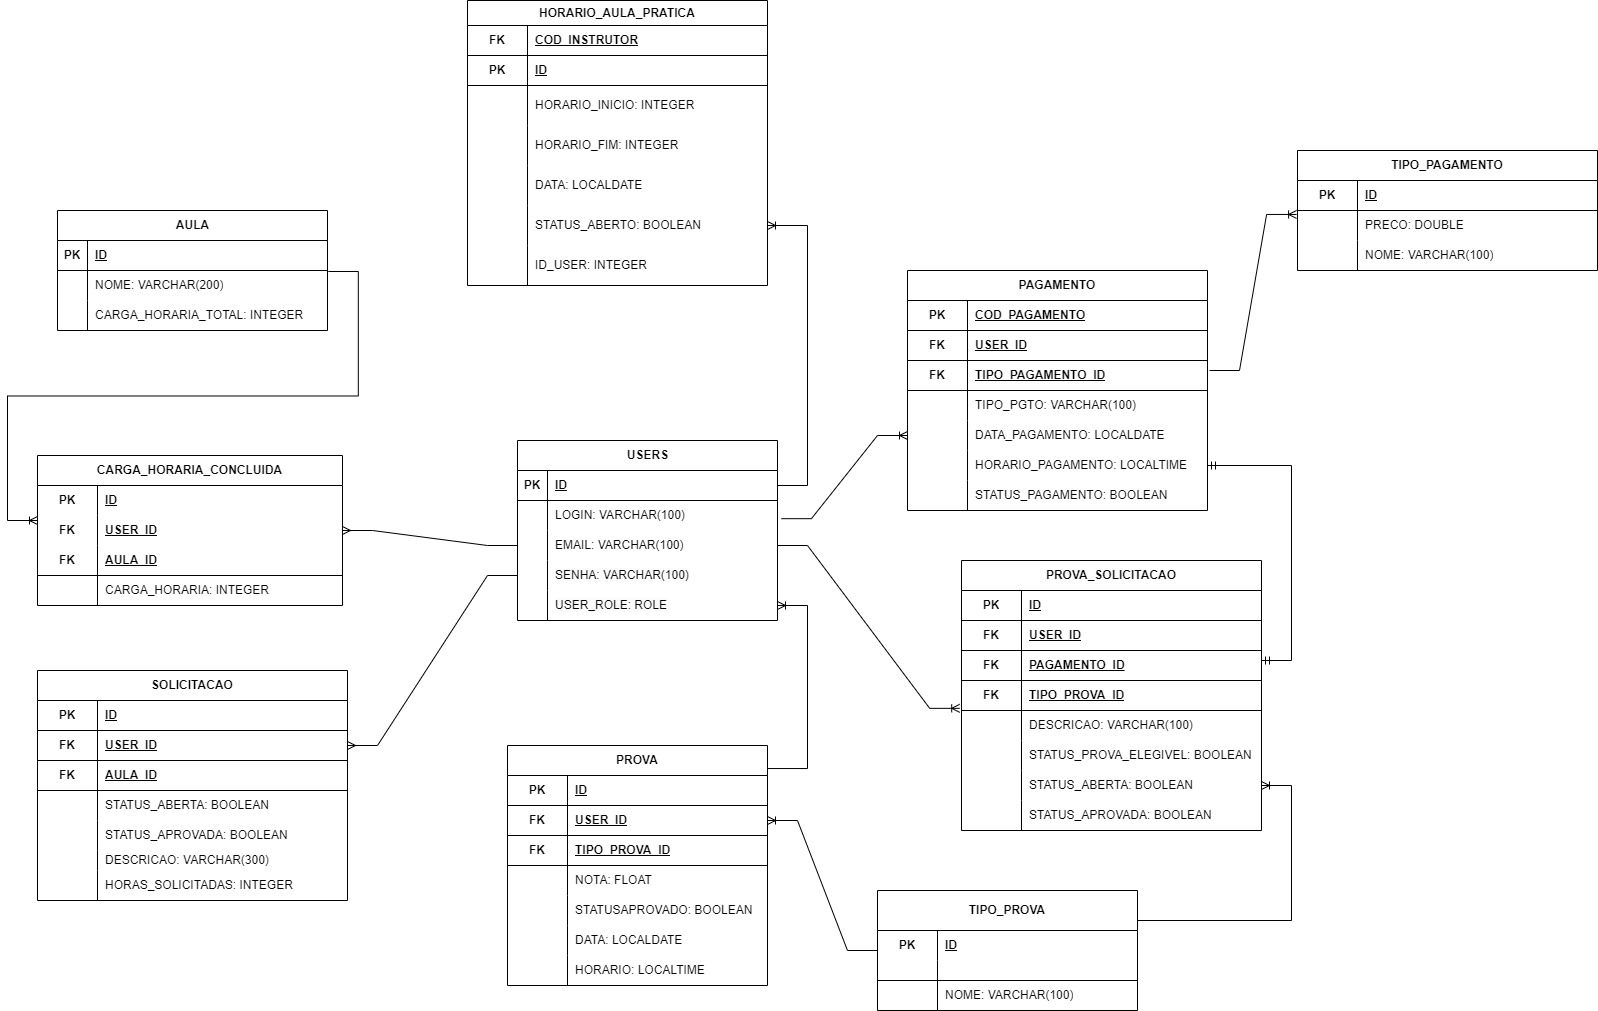 HORARIO_AULA_PRATICA
FK COD_INSTRUTOR
PK ID
HORARIO_INICIO: INTEGER
HORARIO_FIM: INTEGER
DATA: LOCALDATE
STATUS_ABERTO: BOOLEAN
ID_USER: INTEGER
TIPO_PAGAMENTO
PK ID
PRECO: DOUBLE
NOME: VARCHAR(100)
AULA
PK ID
NOME: VARCHAR(200)
CARGA_HORARIA_TOTAL: INTEGER
PAGAMENTO
PK COD_PAGAMENTO
FK USER_ID
FK TIPO_PAGAMENTO_ID
TIPO_PGTO: VARCHAR(100)
DATA_PAGAMENTO: LOCALDATE
HORARIO_PAGAMENTO: LOCALTIME
STATUS_PAGAMENTO: BOOLEAN
CARGA_HORARIA_CONCLUIDA
PK ID
FK USER_ID
FK AULA_ID
CARGA_HORARIA: INTEGER
USERS
PK ID
LOGIN: VARCHAR(100)
EMAIL: VARCHAR(100)
SENHA: VARCHAR(100)
USER_ROLE: ROLE
PROVA_SOLICITACAO
PK ID
FK USER_ID
FK PAGAMENTO_ID
FK TIPO_PROVA_ID
DESCRICAO: VARCHAR(100)
STATUS_PROVA_ELEGIVEL: BOOLEAN
STATUS_ABERTA: BOOLEAN
STATUS_APROVADA: BOOLEAN
SOLICITACAO
PK ID
FK USER_ID
FK AULA_ID
STATUS_ABERTA: BOOLEAN
STATUS_APROVADA: BOOLEAN
DESCRICAO: VARCHAR(300)
HORAS_SOLICITADAS: INTEGER
PROVA
PK ID
FK USER_ID
FK TIPO_PROVA_ID
NOTA: FLOAT
STATUSAPROVADO: BOOLEAN
DATA: LOCALDATE
HORARIO: LOCALTIME
TIPO_PROVA
PK ID
NOME: VARCHAR(100)